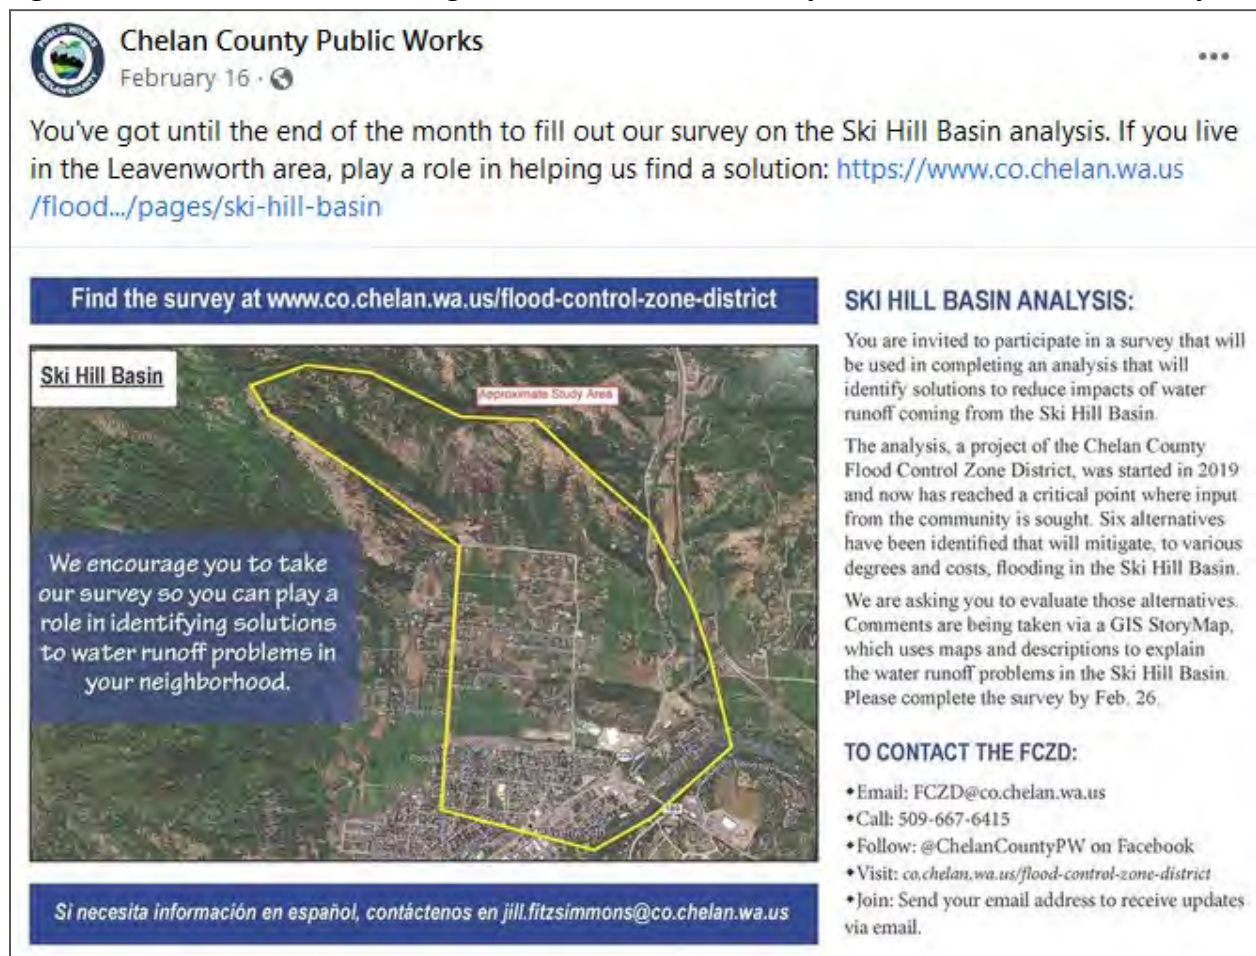 Chelan County Public Works
February 16 ·
You've got until the end of the month to fill out our survey on the Ski Hill Basin analysis. If you live
in the Leavenworth area, play a role in helping us find a solution: https://www.co.chelan.wa.us
/flood.../pages/ski-hill-basin
Find the survey at www.co.chelan.wa.us/flood-control-zone-district
Ski Hill Basin
Approximate Study Area
We encourage you to take
our survey so you can play a
role in identifying solutions
to water runoff problems in
your neighborhood.
Si necesita información en español, contáctenos en jill.fitzsimmons@co.chelan.wa.us
SKI HILL BASIN ANALYSIS:
You are invited to participate in a survey that will
be used in completing an analysis that will
identify solutions to reduce impacts of water
runoff coming from the Ski Hill Basin.
The analysis, a project of the Chelan County
Flood Control Zone District, was started in 2019
and now has reached a critical point where input
from the community is sought. Six alternatives
have been identified that will mitigate, to various
degrees and costs, flooding in the Ski Hill Basin.
We are asking you to evaluate those alternatives.
Comments are being taken via a GIS StoryMap,
which uses maps and descriptions to explain
the water runoff problems in the Ski Hill Basin.
Please complete the survey by Feb. 26.
TO CONTACT THE FCZD:
◆Email: FCZD@co.chelan.wa.us
◆Call: 509-667-6415
◆Follow: @ChelanCountyPW on Facebook
◆Visit: co.chelan.wa.us/flood-control-zone-district
◆Join: Send your email address to receive updates
via email.